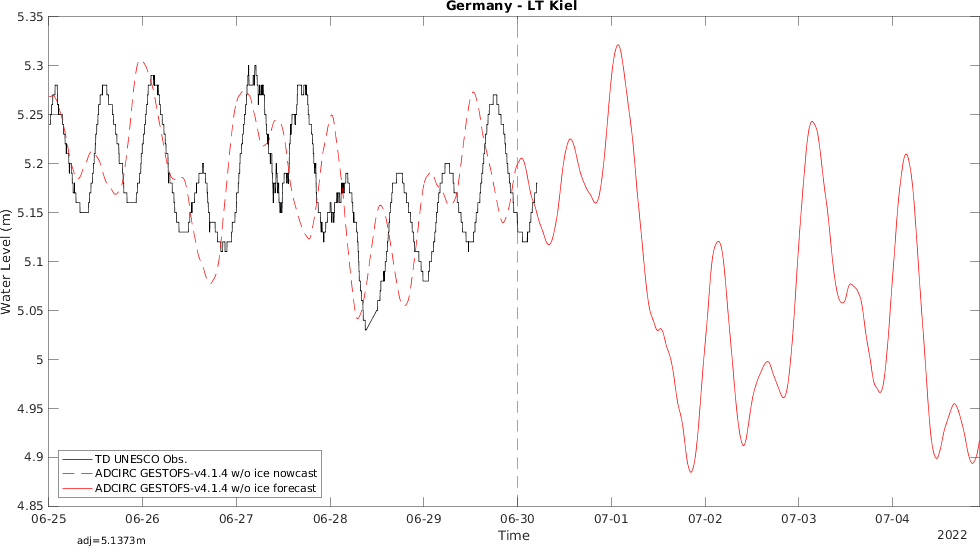 Germany - LT Kiel
5.35
5.3
5.25
5.2
5.15
5.1
5.05
5
4.95
4.9
4.85
Water Level (m)
TD UNESCO Obs.
ADCIRC GESTOFS-v4.1.4 w/o ice nowcast
ADCIRC GESTOFS-v4.1.4 w/o ice forecast
06-25 06-26 06-27 06-28 06-29 06-30 07-01 07-02 07-03 07-04
Time
2022
adj=5.1373m